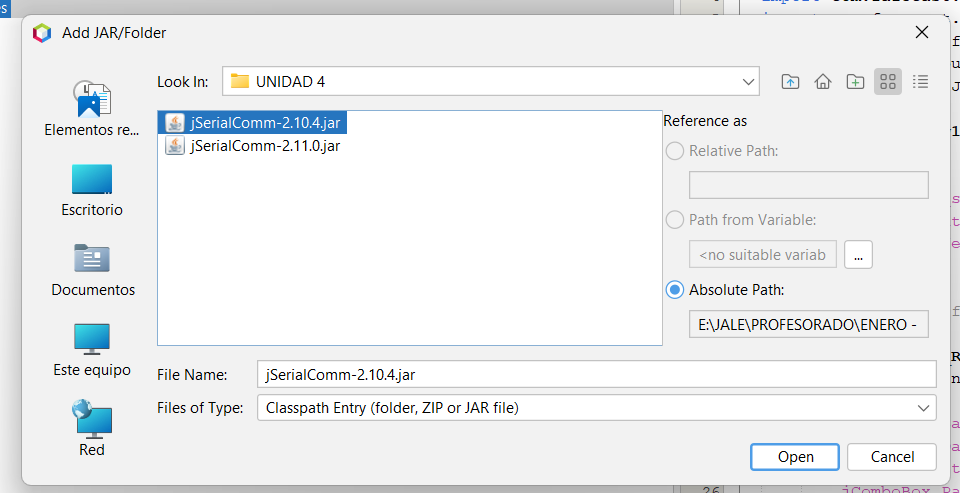 es
Add JAR/Folder
Look In:
UNIDAD 4
Elementos re...
Escritorio
Documentos
Este equipo
Red
jSerialComm-2.10.4.jar
jSerialComm-2.11.0.jar
Reference as
Relative Path:
Path from Variable:
<no suitable variab
...
Absolute Path:
E:\JALE\PROFESORADO\ENERO -
File Name:
jSerialComm-2.10.4.jar
Files of Type:
Classpath Entry (folder, ZIP or JAR file)
Open
Cancel
26